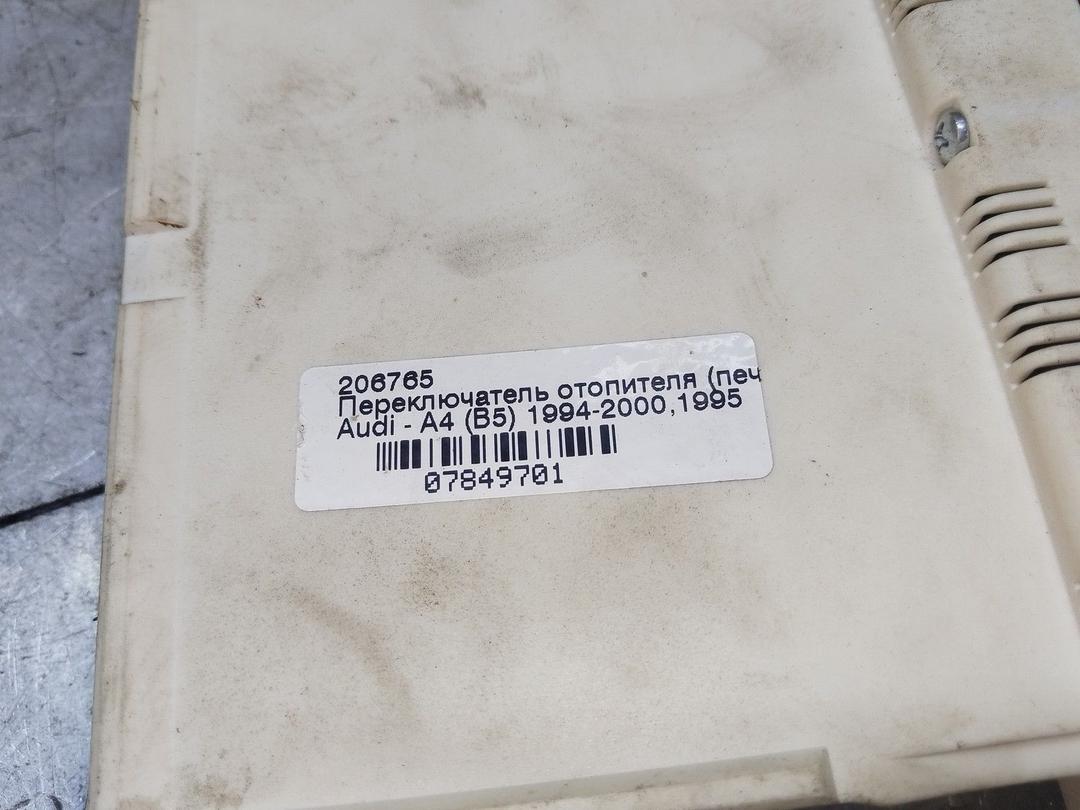 206765
Переключатель отопителя (печ
Audi - A4 (B5) 1994-2000,1995
07849701